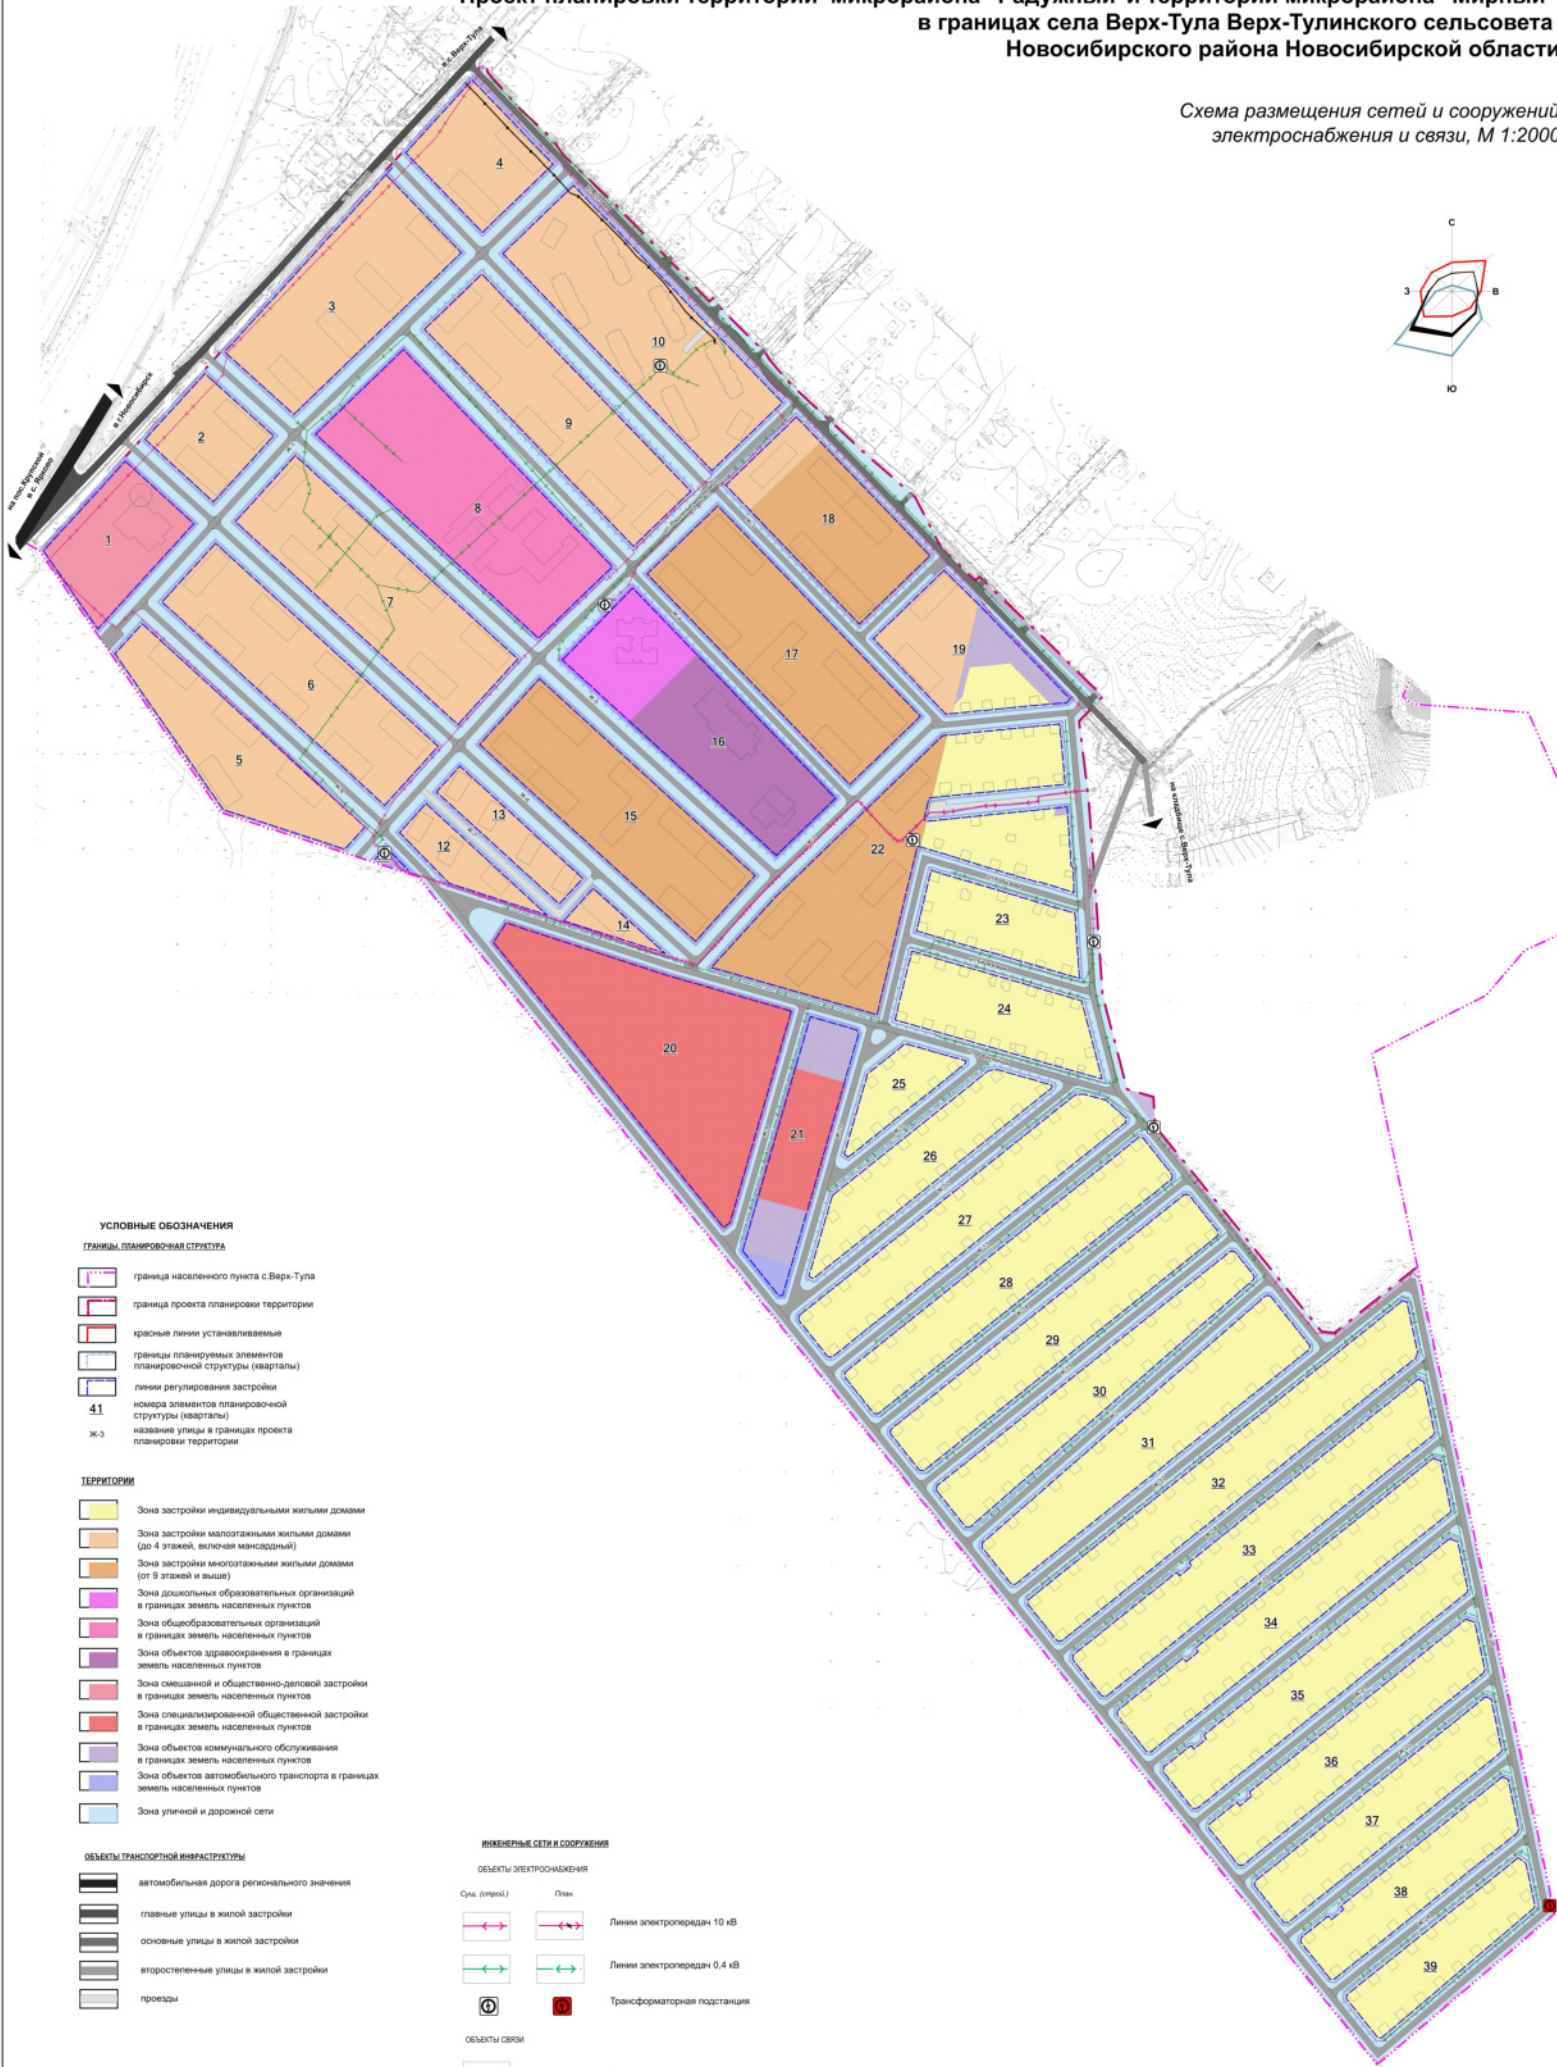 в границах села Верх-Тула Верх-Тулинского сельсовета
Новосибирского района Новосибирской области
Схема размещения сетей и сооружений
электроснабжения и связи, М 1:2000
С
З
В
Ю
в с. Верх-Тула
в г.Новосибирск
на пос.Крупской
в с. Ярково
на кладбище с.Верх-Тула
4
3
10
2
9
8
1
18
7
17
19
6
16
5
13
15
12
22
14
23
24
20
25
21
26
27
28
29
30
31
32
33
34
35
36
37
38
39
УСЛОВНЫЕ ОБОЗНАЧЕНИЯ
ГРАНИЦЫ, ПЛАНИРОВОЧНАЯ СТРУКТУРА
граница населенного пункта с.Верх-Тула
граница проекта планировки территории
красные линии устанавливаемые
границы планируемых элементов
планировочной структуры (кварталы)
линии регулирования застройки
41
номера элементов планировочной
структуры (кварталы)
Ж-3
название улицы в границах проекта
планировки территории
ТЕРРИТОРИИ
Зона застройки индивидуальными жилыми домами
Зона застройки малоэтажными жилыми домами
(до 4 этажей, включая мансардный)
Зона застройки многоэтажными жилыми домами
(от 9 этажей и выше)
Зона дошкольных образовательных организаций
в границах земель населенных пунктов
Зона общеобразовательных организаций
в границах земель населенных пунктов
Зона объектов здравоохранения в границах
земель населенных пунктов
Зона смешанной и общественно-деловой застройки
в границах земель населенных пунктов
Зона специализированной общественной застройки
в границах земель населенных пунктов
Зона объектов коммунального обслуживания
в границах земель населенных пунктов
Зона объектов автомобильного транспорта в границах
земель населенных пунктов
Зона уличной и дорожной сети
ОБЪЕКТЫ ТРАНСПОРТНОЙ ИНФРАСТРУКТУРЫ
автомобильная дорога регионального значения
главные улицы в жилой застройки
основные улицы в жилой застройки
второстепенные улицы в жилой застройки
проезды
ИНЖЕНЕРНЫЕ СЕТИ И СООРУЖЕНИЯ
ОБЪЕКТЫ ЭЛЕКТРОСНАБЖЕНИЯ
Сущ. (строй.)
План.
Линии электропередач 10 кВ
Линии электропередач 0,4 кВ
Трансформаторная подстанция
ОБЪЕКТЫ СВЯЗИ